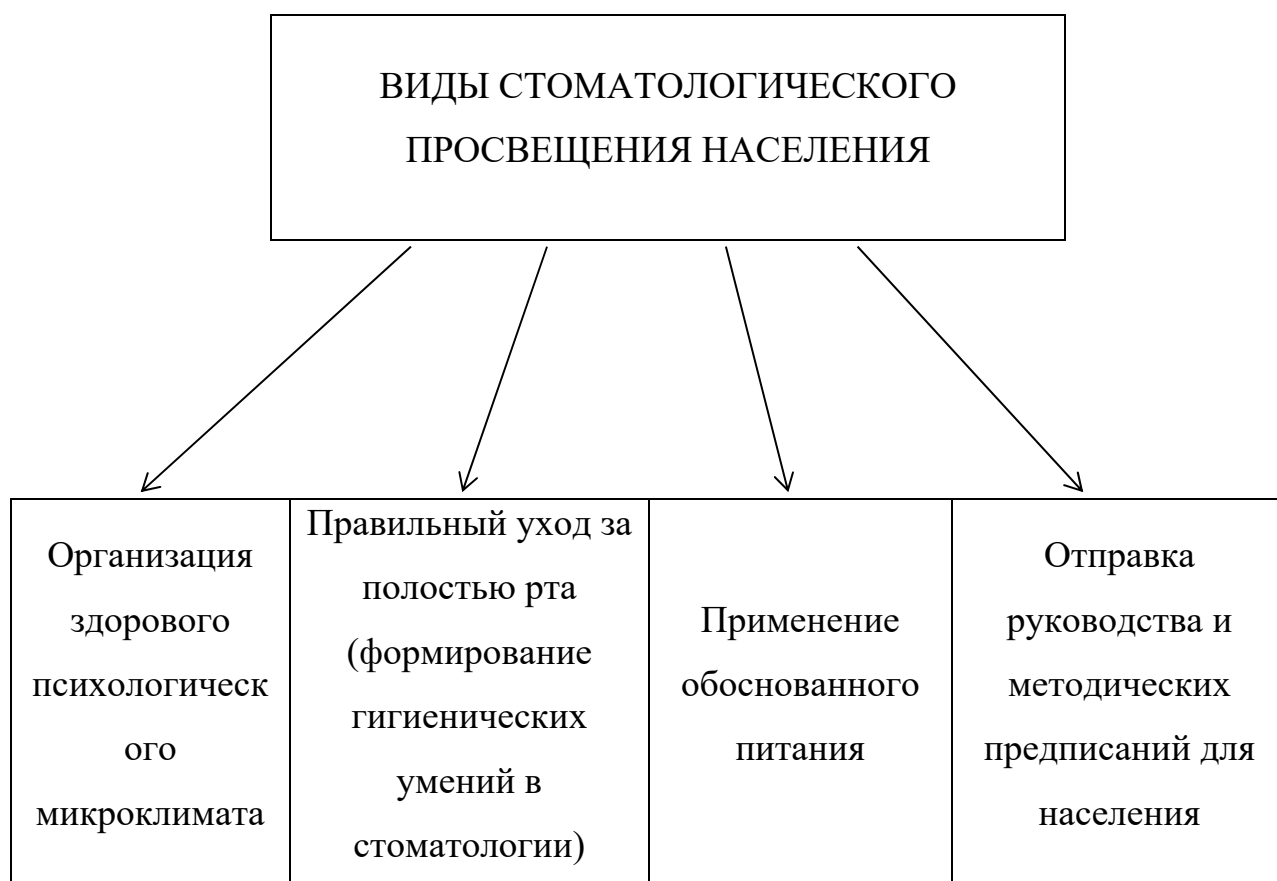 ВИДЫ СТОМАТОЛОГИЧЕСКОГО
ПРОСВЕЩЕНИЯ НАСЕЛЕНИЯ
Организация
здорового
психологическ
ого
микроклимата
Правильный уход за
полостью рта
(формирование
гигиенических
умений в
стоматологии)
Применение
обоснованного
питания
Отправка
руководства и
методических
предписаний для
населения